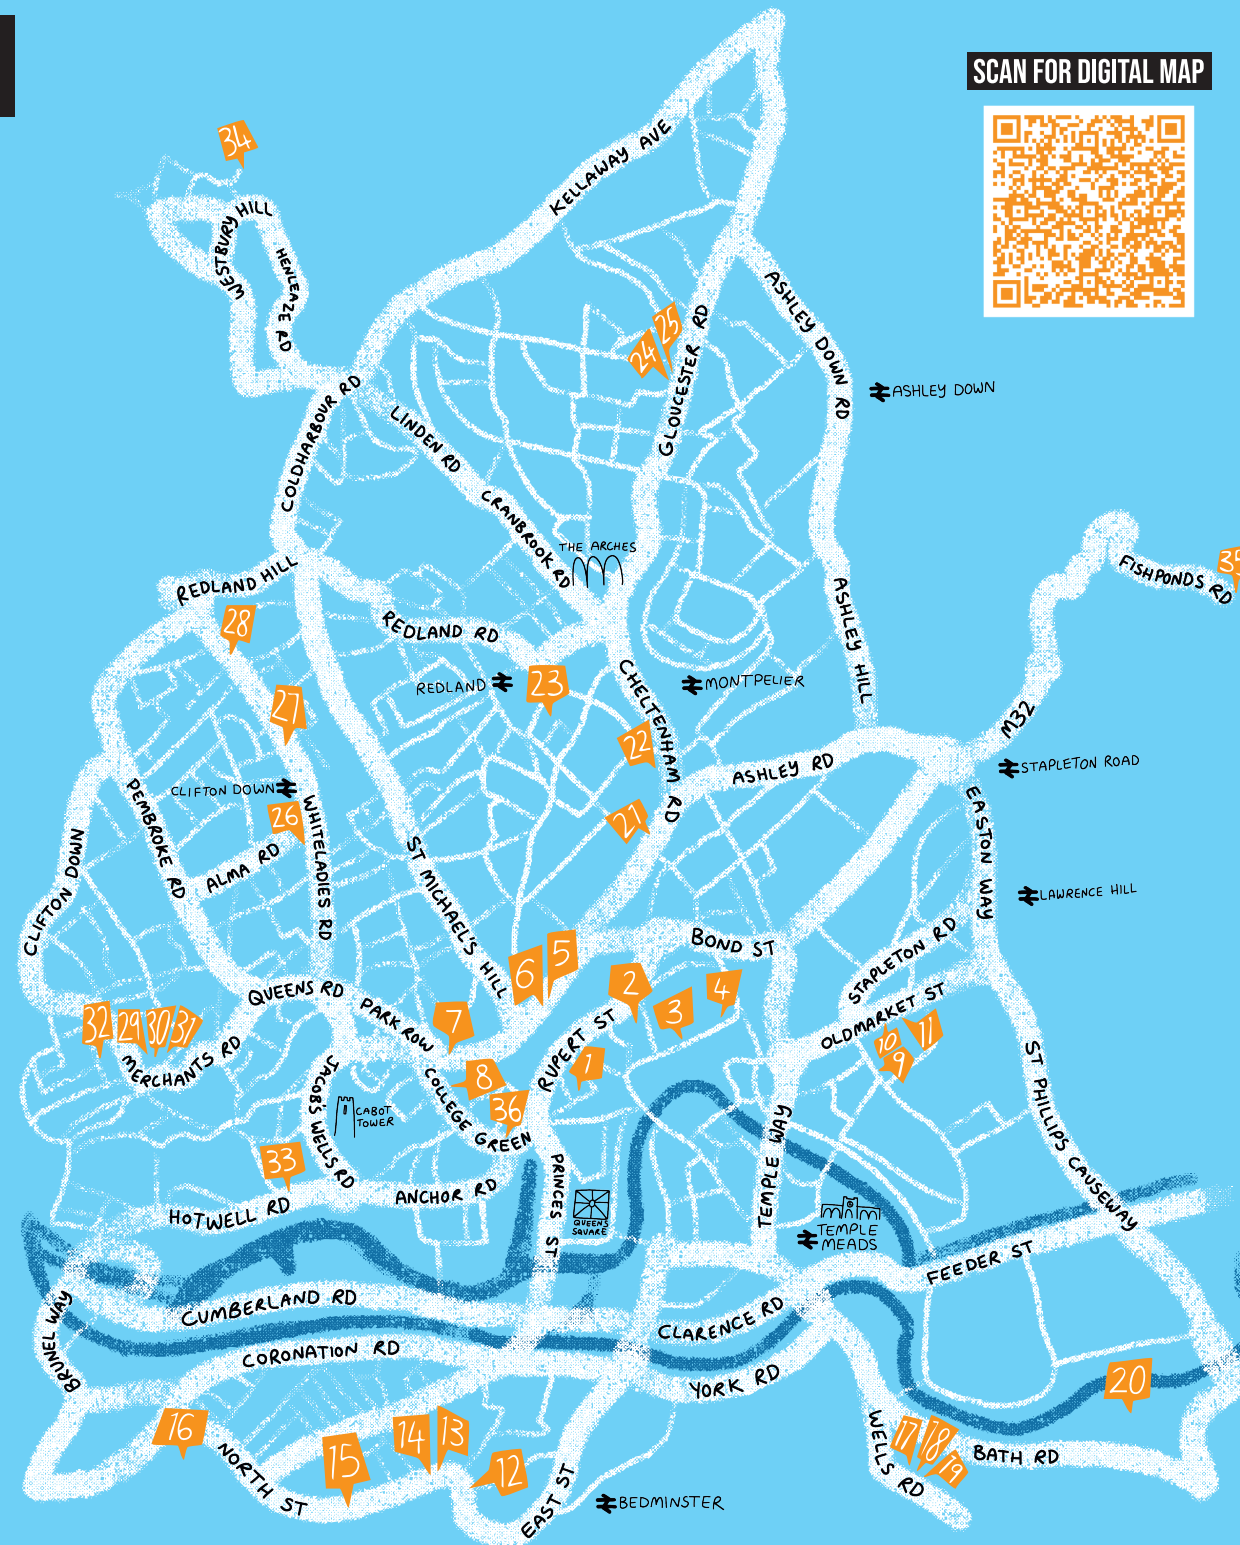 SCAN FOR DIGITAL MAP
34
KELLAWAY AVE
WESTBURY HILL
HENLEAZE RD
ASHLEY DOWN RD
25
24
GLOUCESTER RD
ASHLEY DOWN
COLDHARBOUR RD
LINDEN RD
CRANBROOK RD
THE ARCHES
35
FISHPONDS RD
REDLAND HILL
28
REDLAND RD
ASHLEY HILL
REDLAND
23
MONTPELIER
CHELTENHAM RD
27
22
M32
ASHLEY RD
STAPLETON ROAD
CLIFTON DOWN
26
21
PEMBROKE RD
WHITELADIES RD
ALMA RD
EASTON WAY
CLIFTON DOWN
ST MICHAEL'S HILL
LAWRENCE HILL
BOND ST
STAPLETON RD
6
5
2
3
4
QUEENS RD
PARK ROW
7
RUPERT ST
OLDMARKET ST
32
29
30
31
MERCHANTS RD
10
11
9
1
8
36
JACOBS WELLS RD
COLLEGE GREEN
CABOT
TOWER
ST PHILLIPS CAUSEWAY
TEMPLE WAY
33
PRINCES ST
ANCHOR RD
HOTWELL RD
QUEENS
SQUARE
TEMPLE
MEADS
FEEDER ST
CUMBERLAND RD
CLARENCE RD
BRUNEL WAY
CORONATION RD
YORK RD
20
16
14
13
15
12
NORTH ST
EAST ST
WELLS RD
17
18
19
BATH RD
BEDMINSTER